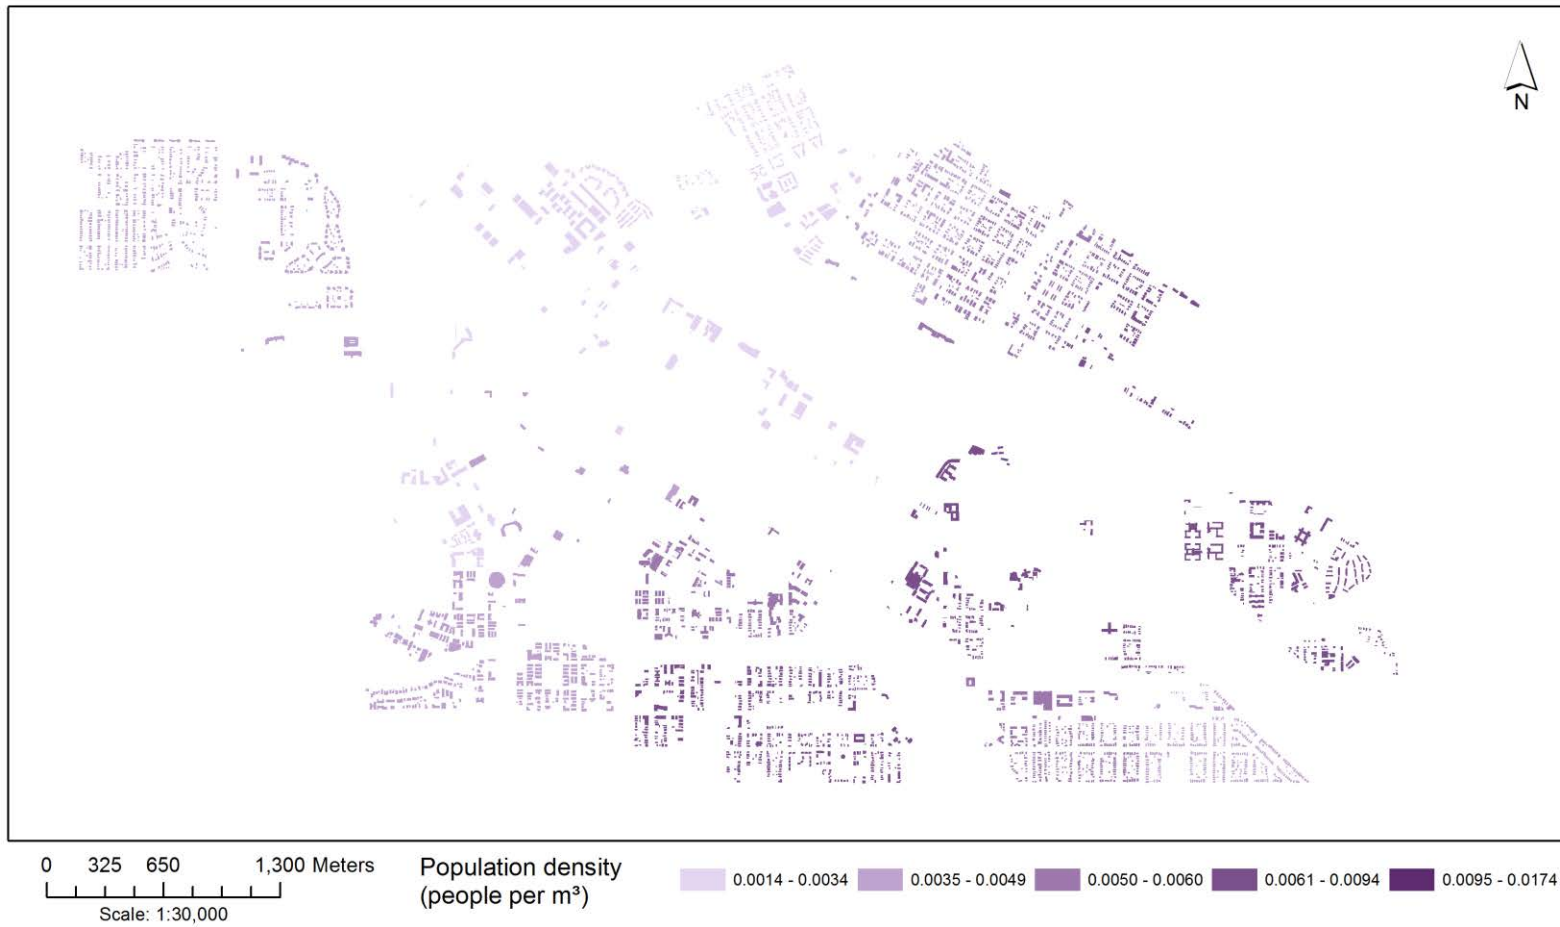 N
0 325 650 1,300 Meters
Scale: 1:30,000
Population density
(people per m³)
0.0014 - 0.0034
0.0035 - 0.0049
0.0050 - 0.0060
0.0061 - 0.0094
0.0095 - 0.0174